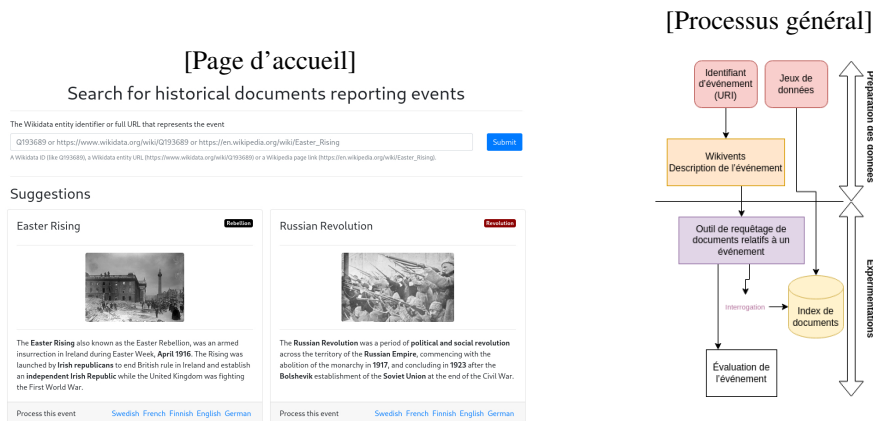 [Page d'accueil]
Search for historical documents reporting events
The Wikidata entity identifier or full URL that represents the event
Q193689 or https://www.wikidata.org/wiki/Q193689 or https://en.wikipedia.org/wiki/Easter_Rising
Submit
A Wikidata ID (like Q193689), a Wikidata entity URL (https://www.wikidata.org/wiki/Q193689) or a Wikipedia page link (https://en.wikipedia.org/wiki/Easter_Rising).
Suggestions
Easter Rising
Rebellion
The Easter Rising also known as the Easter Rebellion, was an armed
insurrection in Ireland during Easter Week, April 1916. The Rising was
launched by Irish republicans to end British rule in Ireland and establish
an independent Irish Republic while the United Kingdom was fighting
the First World War.
Process this event
Swedish French Finnish English German
Russian Revolution
Revolution
The Russian Revolution was a period of political and social revolution
across the territory of the Russian Empire, commencing with the
abolition of the monarchy in 1917, and concluding in 1923 after the
Bolshevik establishment of the Soviet Union at the end of the Civil War.
Process this event
Swedish French Finnish English German
[Processus général]
Identifiant
d'événement
(URI)
Jeux de
données
Préparation des données
Wikivents
Description de l'événement
Outil de requêtage de
documents relatifs à un
événement
Interrogation
Index de
documents
Expérimentations
Évaluation de
l'événement